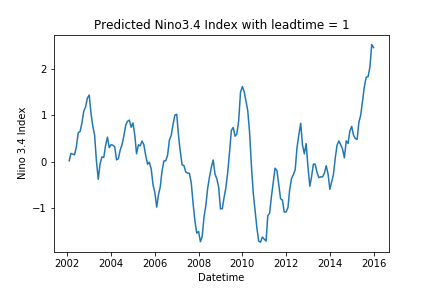 Predicted Nino3.4 Index with leadtime = 1
Nino 3.4 Index
2
1
0
−1
2002 2004 2006 2008 2010 2012 2014 2016
Datetime